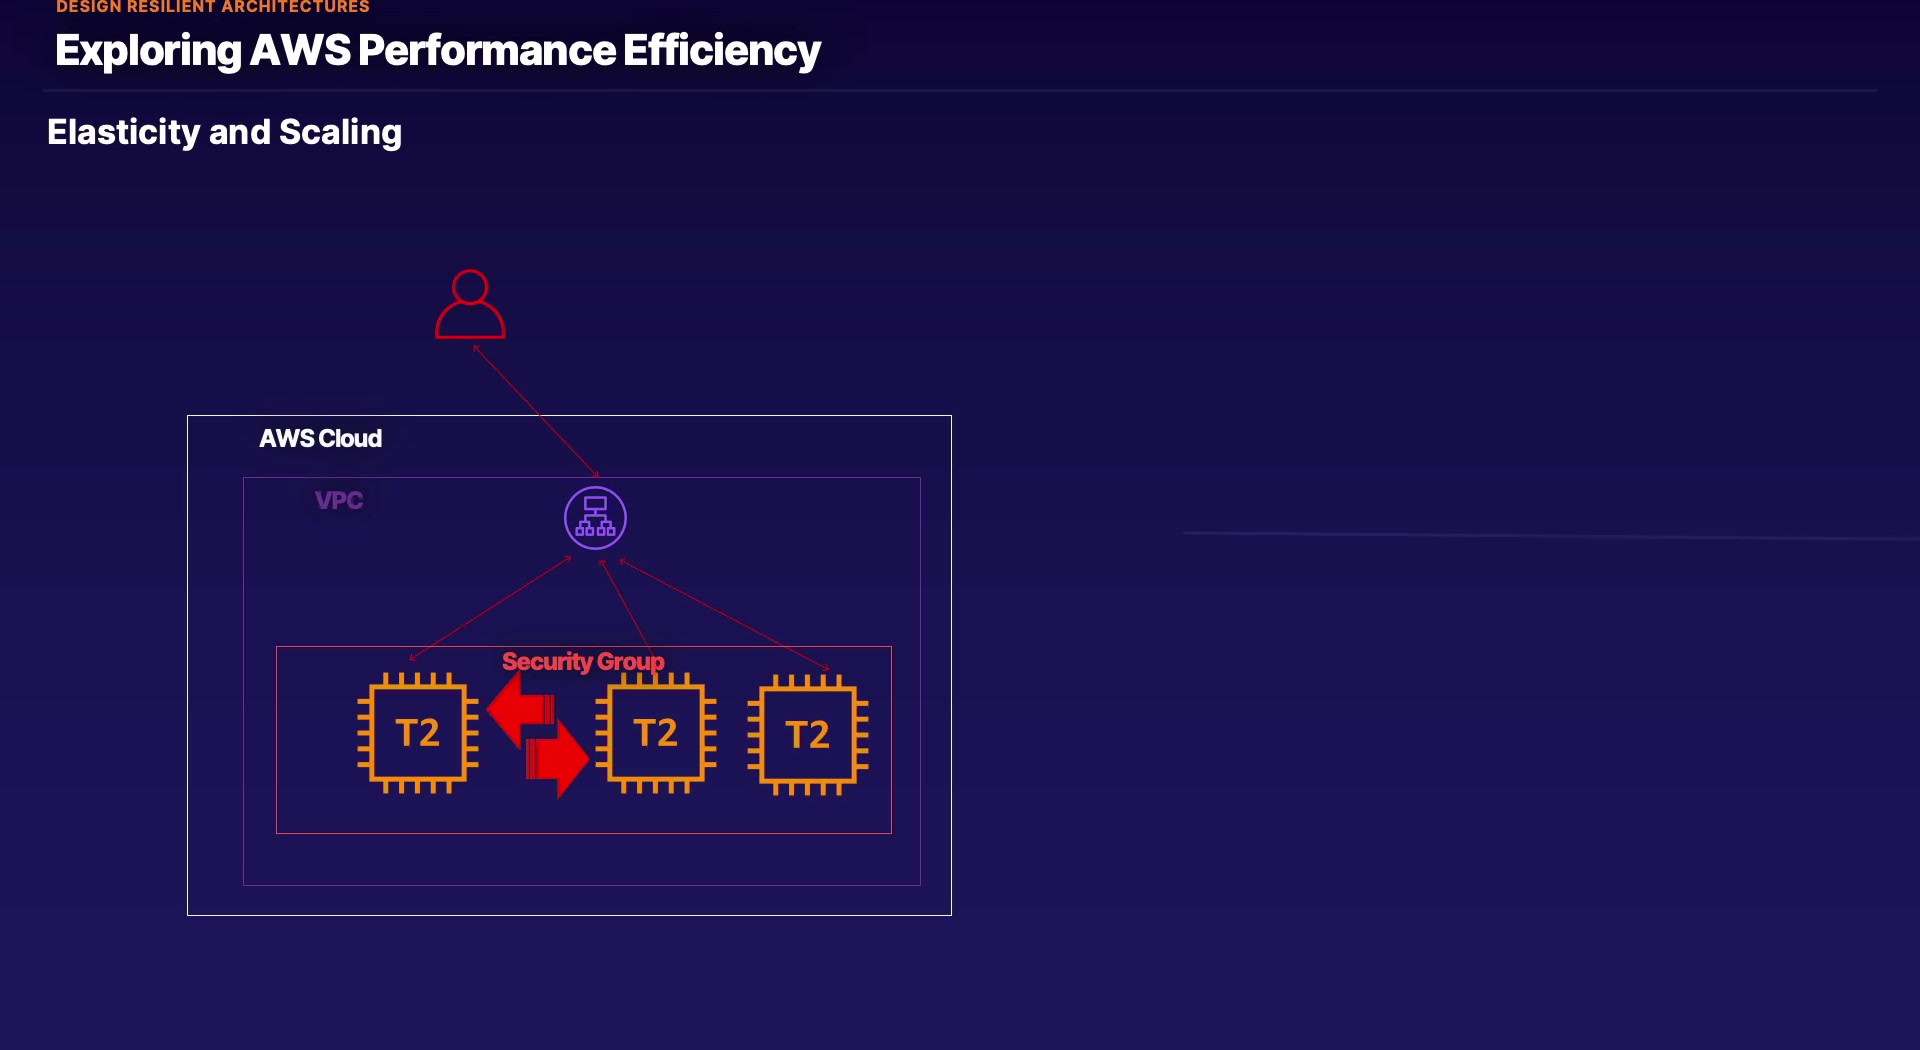 DESIGN RESILIENT ARCHITECTURES
Exploring AWS Performance Efficiency
Elasticity and Scaling
AWS Cloud
VPC
Security Group
T2
T2
T2